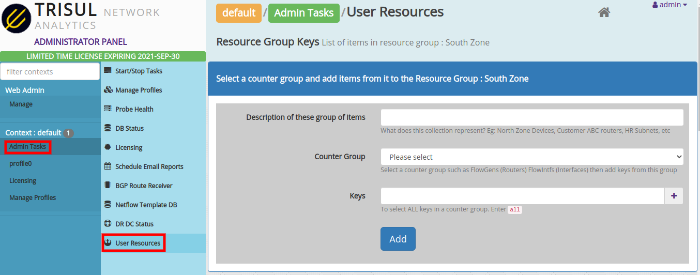 TRISUL NETWORK
ANALYTICS
ADMINISTRATOR PANEL
LIMITED TIME LICENSE EXPIRING 2021-SEP-30
filter contexts
Web Admin
Manage
Context : default 1
Admin Tasks
profile0
Licensing
Manage Profiles
Start/Stop Tasks
Manage Profiles
Probe Health
DB Status
Licensing
Schedule Email Reports
BGP Route Receiver
Netflow Template DB
DR DC Status
User Resources
default / Admin Tasks / User Resources
admin
Resource Group Keys List of items in resource group : South Zone
Select a counter group and add items from it to the Resource Group : South Zone
Description of these group of items
What does this collection represent? Eg: North Zone Devices, Customer ABC routers, HR Subnets, etc
Counter Group Please select
Select a counter group such as FlowGens (Routers) FlowIntfs (Interfaces) then add keys from this group
Keys +
To select ALL keys in a counter group. Enter all
Add